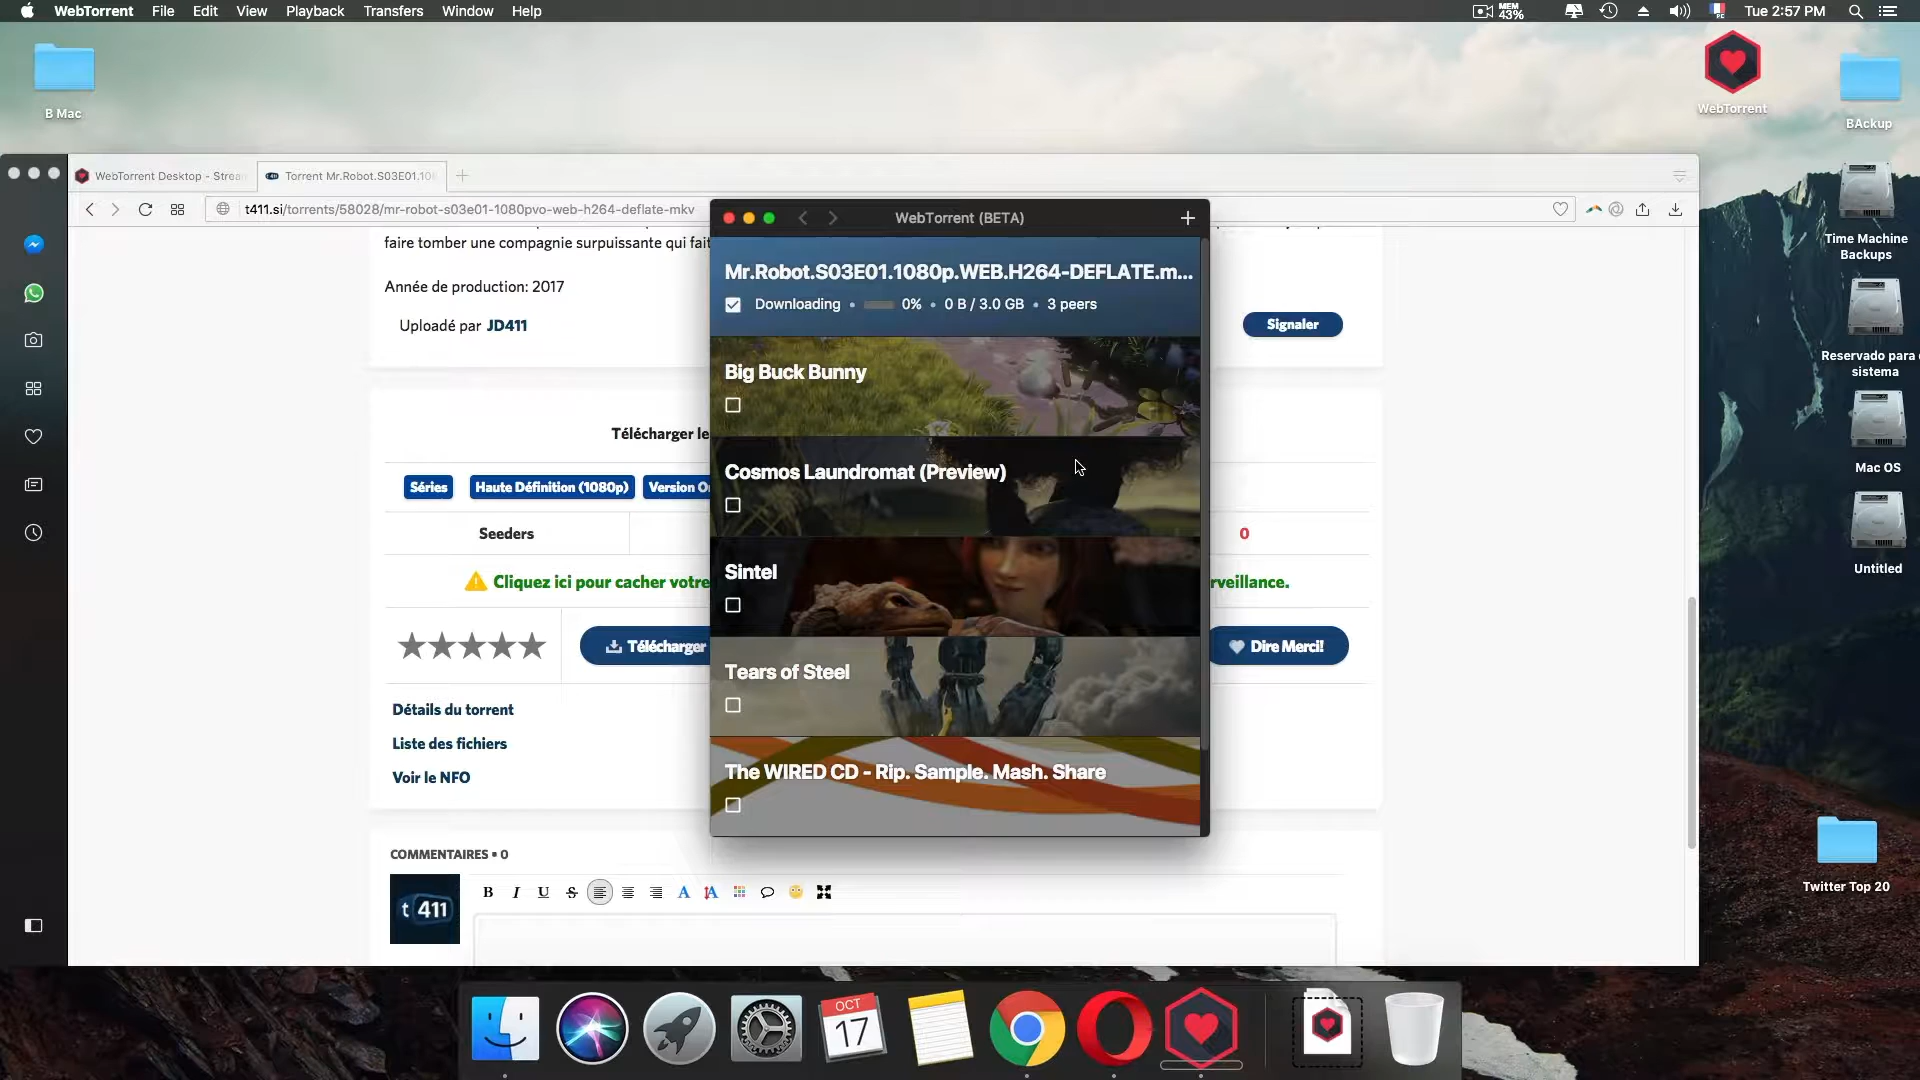 WebTorrent File Edit View Playback Transfers Window Help
MEM 43% Tue 2:57 PM
B Mac
WebTorrent
BAckup
WebTorrent Desktop - Strea
Torrent Mr.Robot.S03E01.10
t411.si/torrents/58028/mr-robot-s03e01-1080pvo-web-h264-deflate-mkv
faire tomber une compagnie surpuissante qui fait
Année de production: 2017
Uploadé par JD411
Signaler
Télécharger le
Séries
Haute Définition (1080p)
Version O
Seeders
0
Cliquez ici pour cacher votre
rveillance.
Télécharger
Dire Merci!
Détails du torrent
Liste des fichiers
Voir le NFO
COMMENTAIRES • 0
t 411
B I U S A A
WebTorrent (BETA)
Mr.Robot.S03E01.1080p.WEB.H264-DEFLATE.m...
Downloading • 0% • 0 B / 3.0 GB • 3 peers
Big Buck Bunny
Cosmos Laundromat (Preview)
Sintel
Tears of Steel
The WIRED CD - Rip. Sample. Mash. Share
Time Machine
Backups
Reservado para e
sistema
Mac OS
Untitled
Twitter Top 20
OCT
17